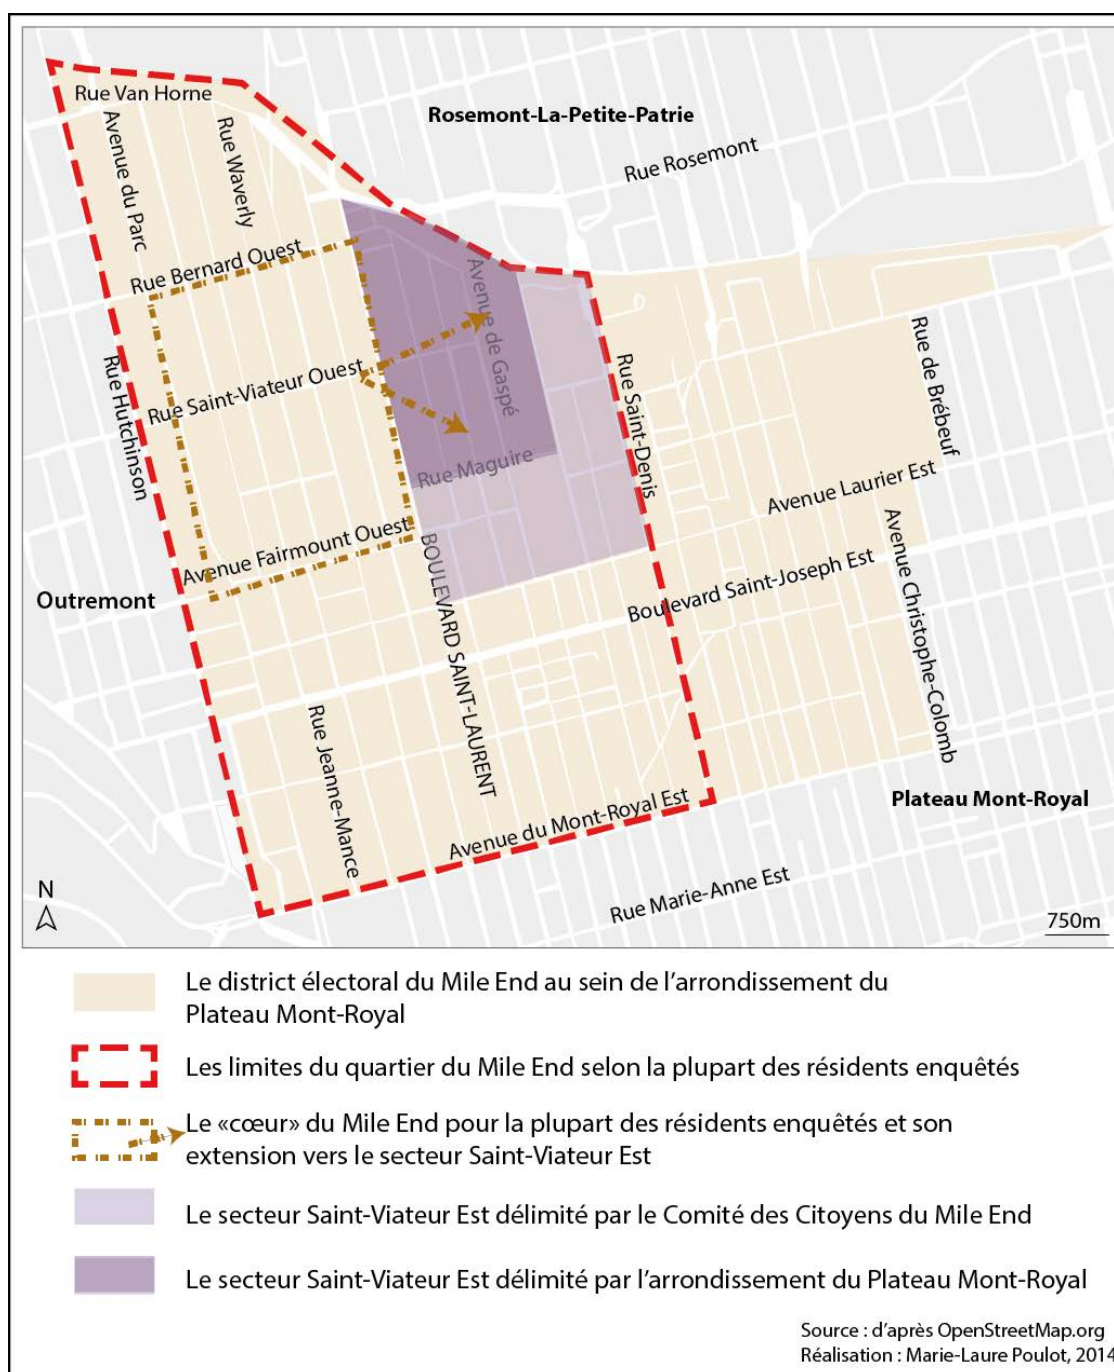 Rue Van Horne
Avenue du Parc
Rue Waverly
Rosemont-La-Petite-Patrie
Rue Rosemont
Rue Bernard Ouest
Avenue de Gaspé
Rue Hutchinson
Rue Saint-Viateur Ouest
Rue Saint-Denis
Rue de Brébeuf
Rue Maguire
Avenue Laurier Est
Avenue Fairmount Ouest
Outremont
BOULEVARD SAINT-LAURENT
Boulevard Saint-Joseph Est
Avenue Christophe-Colomb
Rue Jeanne-Mance
Avenue du Mont-Royal Est
Plateau Mont-Royal
Rue Marie-Anne Est
N
750m
Le district électoral du Mile End au sein de l'arrondissement du
Plateau Mont-Royal
Les limites du quartier du Mile End selon la plupart des résidents enquêtés
Le «cœur» du Mile End pour la plupart des résidents enquêtés et son
extension vers le secteur Saint-Viateur Est
Le secteur Saint-Viateur Est délimité par le Comité des Citoyens du Mile End
Le secteur Saint-Viateur Est délimité par l'arrondissement du Plateau Mont-Royal
Source : d'après OpenStreetMap.org
Réalisation : Marie-Laure Poulot, 2014